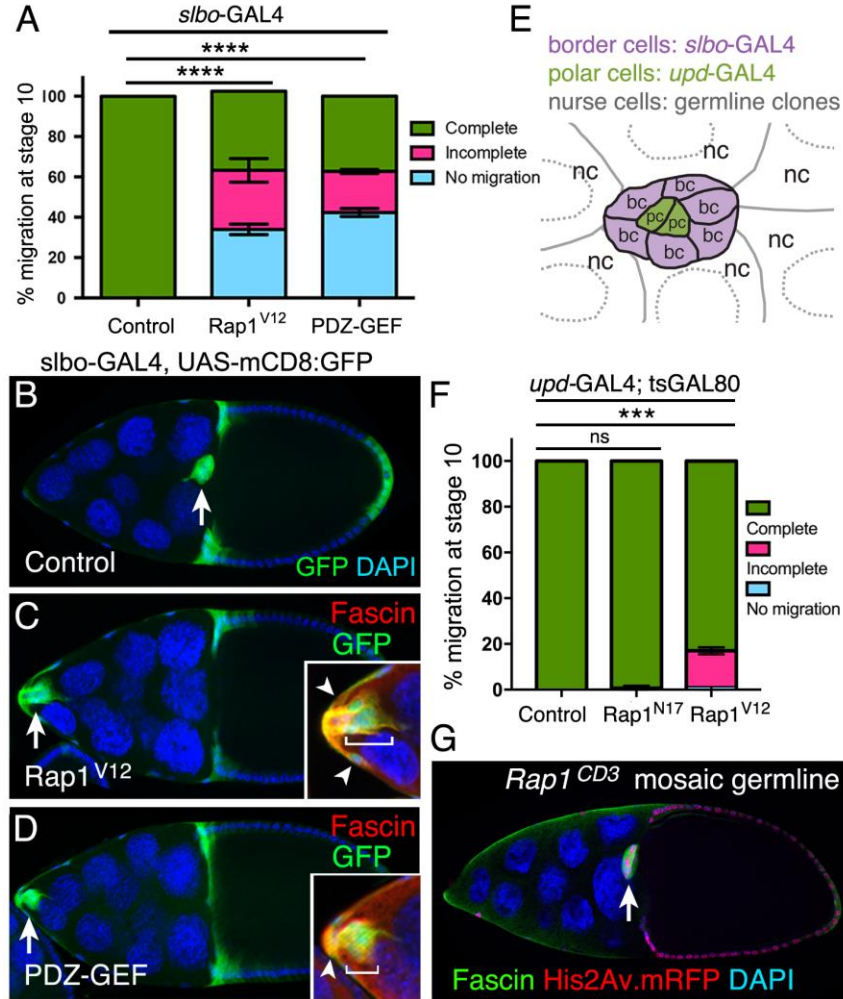 A
slbo-GAL4
****
****
% migration at stage 10
100
80
60
40
20
0
Control
Rap1 V12
PDZ-GEF
Complete
Incomplete
No migration
E
border cells: slbo-GAL4
polar cells: upd-GAL4
nurse cells: germline clones
nc
nc
nc
nc
nc
nc
bc
bc
bc
bc
bc
bc
pc
pc
slbo-GAL4, UAS-mCD8:GFP
B
Control
GFP DAPI
C
Fascin
GFP
Rap1 V12
D
Fascin
GFP
PDZ-GEF
F
upd-GAL4; tsGAL80
***
ns
% migration at stage 10
100
80
60
40
20
0
Control
Rap1N17
Rap1V12
Complete
Incomplete
No migration
G
Rap1CD3 mosaic germline
Fascin His2Av.mRFP DAPI